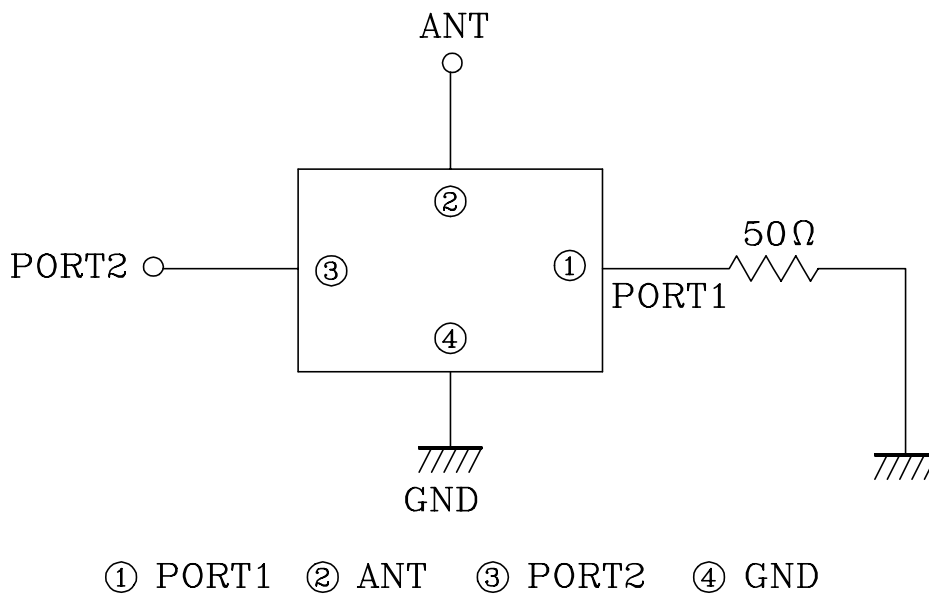 ANT
②
50Ω
PORT2 ③ ①
PORT1
④
GND
① PORT1 ② ANT ③ PORT2 ④ GND